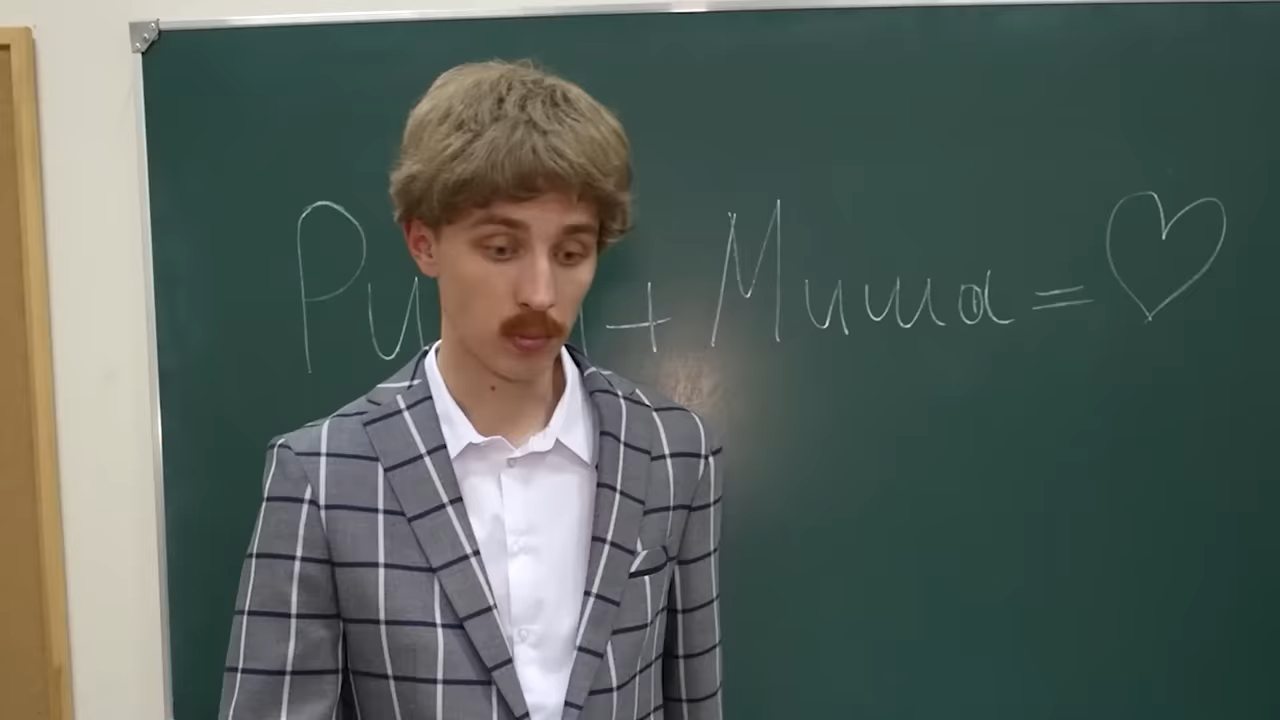 + Миша = ♡